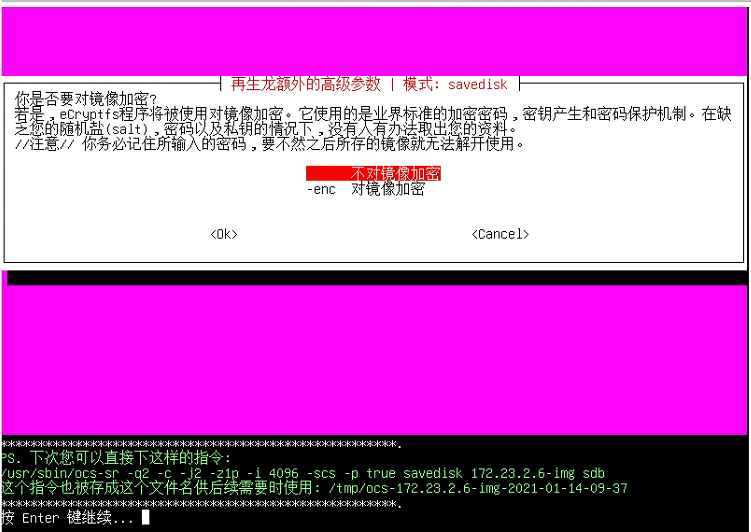 再生龙额外的高级参数 | 模式: savedisk
你是否要对镜像加密?
若是,eCryptfs程序将被使用对镜像加密。它使用的是业界标准的加密密码,密钥产生和密码保护机制。在缺
乏您的随机盐(salt),密码以及私钥的情况下,没有人有办法取出您的资料。
//注意// 你务必记住所输入的密码,要不然之后所存的镜像就无法解开使用。
不对镜像加密
-enc 对镜像加密
<Ok> <Cancel>
*******************************************************.
PS. 下次您可以直接下这样的指令:
/usr/sbin/ocs-sr -q2 -c -j2 -z1p -i 4096 -scs -p true savedisk 172.23.2.6-img sdb
这个指令也被存成这个文件名供后续需要时使用: /tmp/ocs-172.23.2.6-img-2021-01-14-09-37
*******************************************************.
按 Enter 键继续...